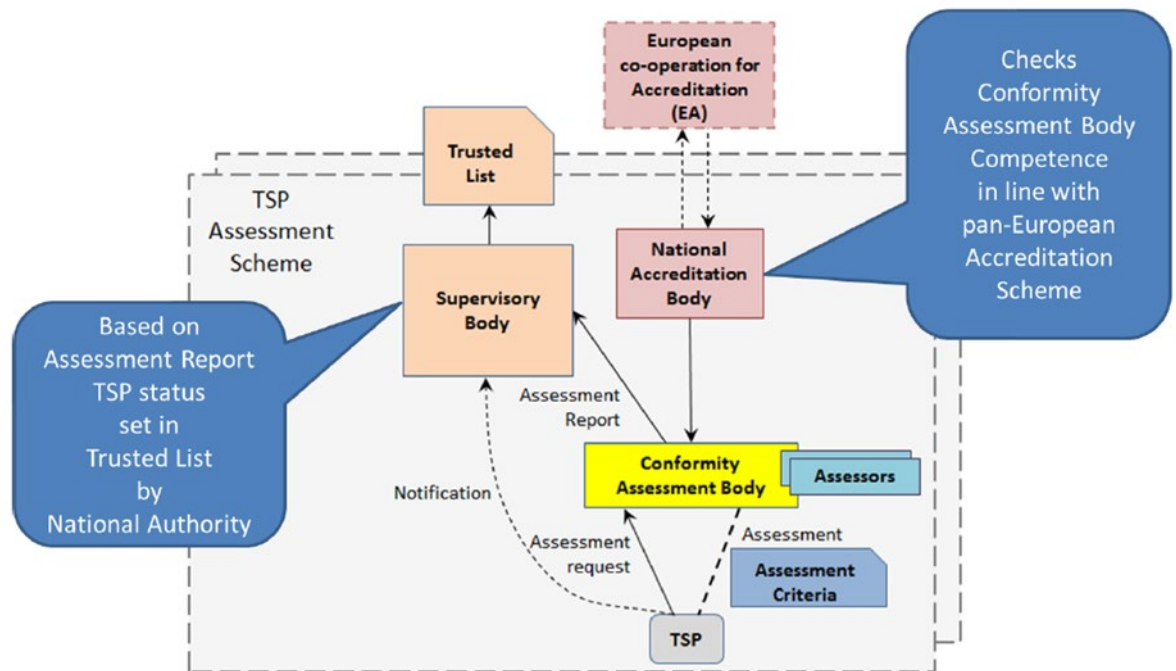 European
co-operation for
Accreditation
(EA)
Checks
Conformity
Assessment Body
Competence
in line with
pan-European
Accreditation
Scheme
Trusted
List
TSP
Assessment
Scheme
National
Accreditation
Body
Supervisory
Body
Based on
Assessment Report
TSP status
set in
Trusted List
by
National Authority
Assessment
Report
Conformity
Assessment Body
Assessors
Notification
Assessment
request
Assessment
Assessment
Criteria
TSP